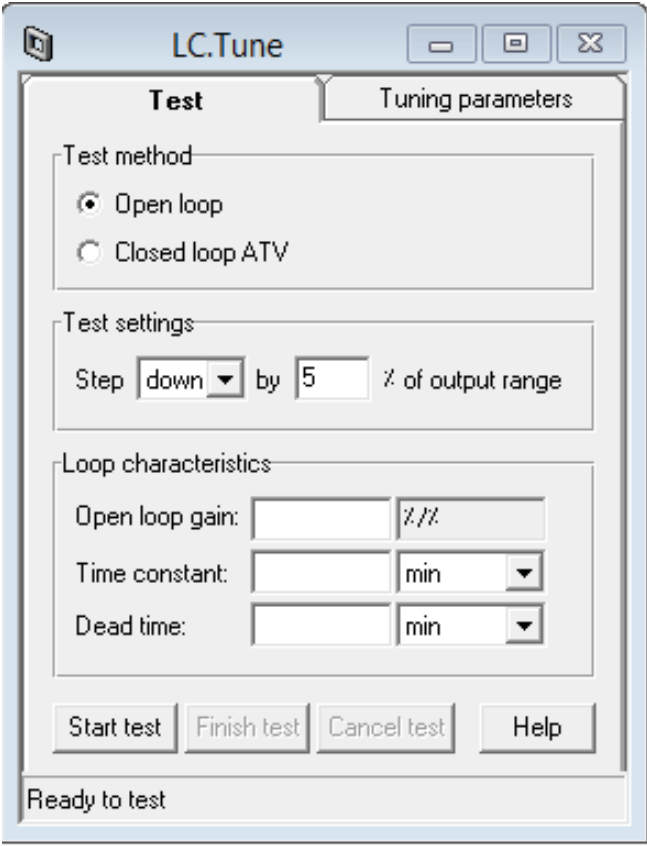 LC.Tune
Test
Tuning parameters
Test method
Open loop
Closed loop ATV
Test settings
Step down by 5 % of output range
Loop characteristics
Open loop gain: %/%
Time constant: min
Dead time: min
Start test Finish test Cancel test Help
Ready to test